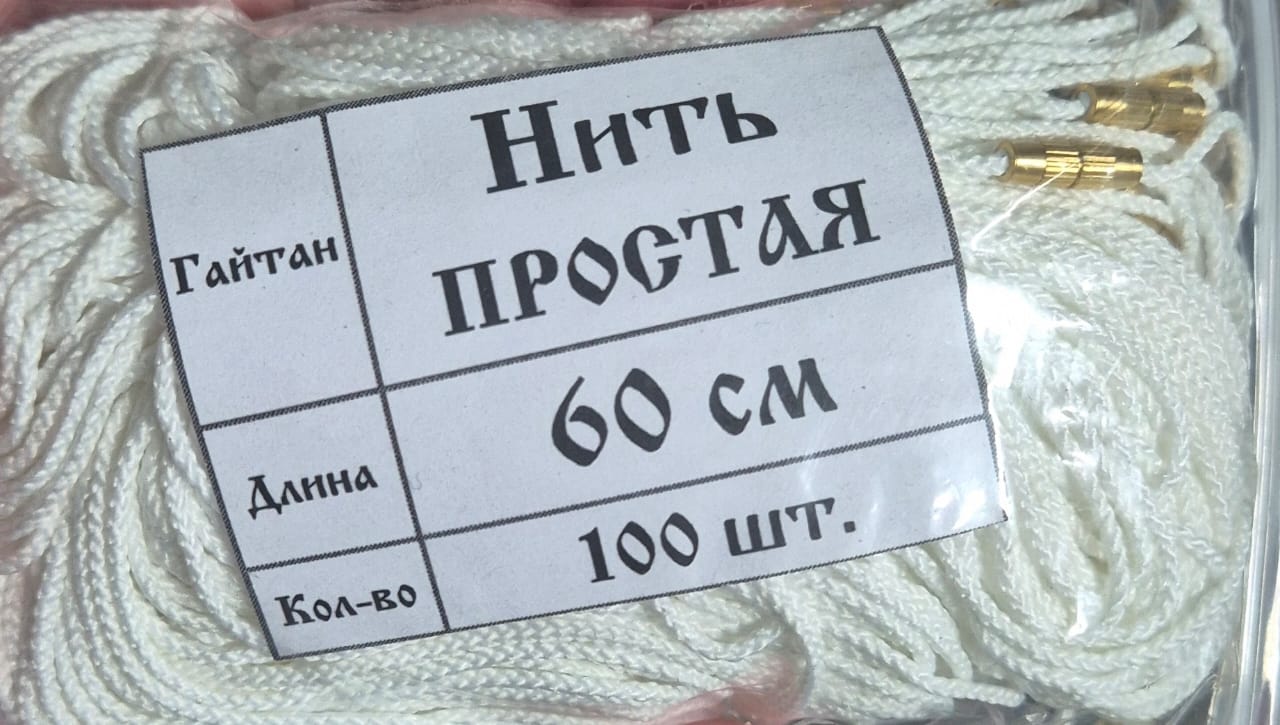 Гайтан
Нить
простая
Длина
60 см
Кол-во
100 шт.